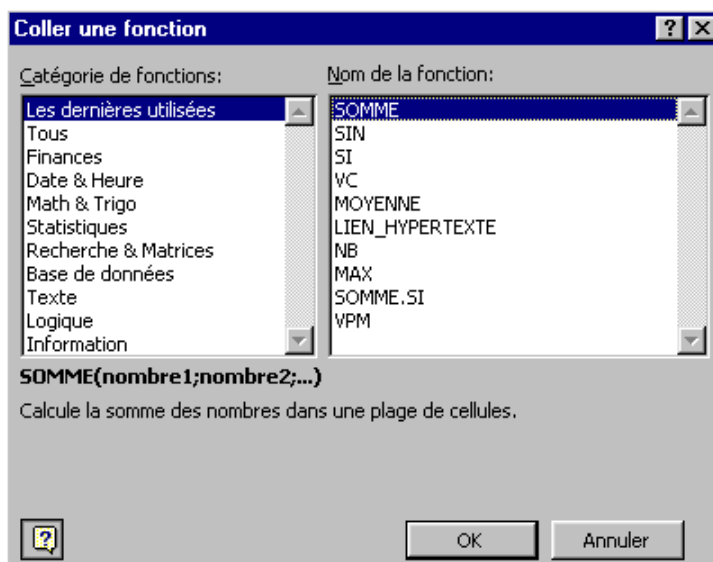 Coller une fonction
Catégorie de fonctions:
Nom de la fonction:
Les dernières utilisées
Tous
Finances
Date & Heure
Math & Trigo
Statistiques
Recherche & Matrices
Base de données
Texte
Logique
Information
SOMME
SIN
SI
VC
MOYENNE
LIEN_HYPERTEXTE
NB
MAX
SOMME.SI
VPM
SOMME(nombre1;nombre2;...)
Calcule la somme des nombres dans une plage de cellules.
OK
Annuler